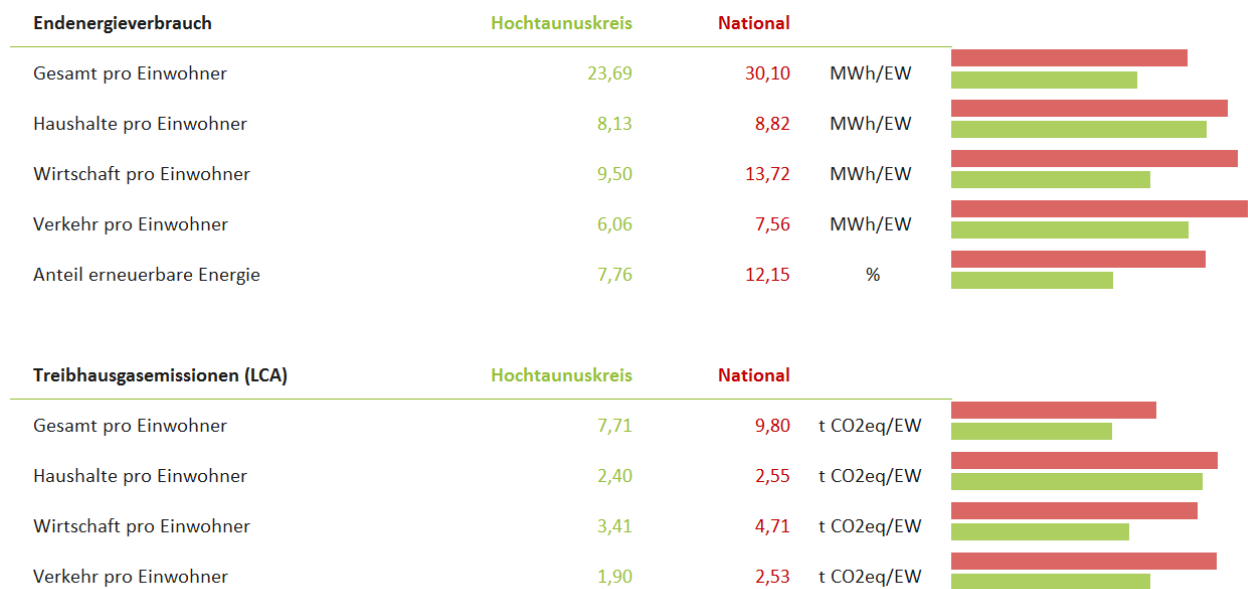 Endenergieverbrauch Hochtaunuskreis National
Gesamt pro Einwohner 23,69 30,10 MWh/EW
Haushalte pro Einwohner 8,13 8,82 MWh/EW
Wirtschaft pro Einwohner 9,50 13,72 MWh/EW
Verkehr pro Einwohner 6,06 7,56 MWh/EW
Anteil erneuerbare Energie 7,76 12,15 %
Treibhausgasemissionen (LCA) Hochtaunuskreis National
Gesamt pro Einwohner 7,71 9,80 t CO2eq/EW
Haushalte pro Einwohner 2,40 2,55 t CO2eq/EW
Wirtschaft pro Einwohner 3,41 4,71 t CO2eq/EW
Verkehr pro Einwohner 1,90 2,53 t CO2eq/EW